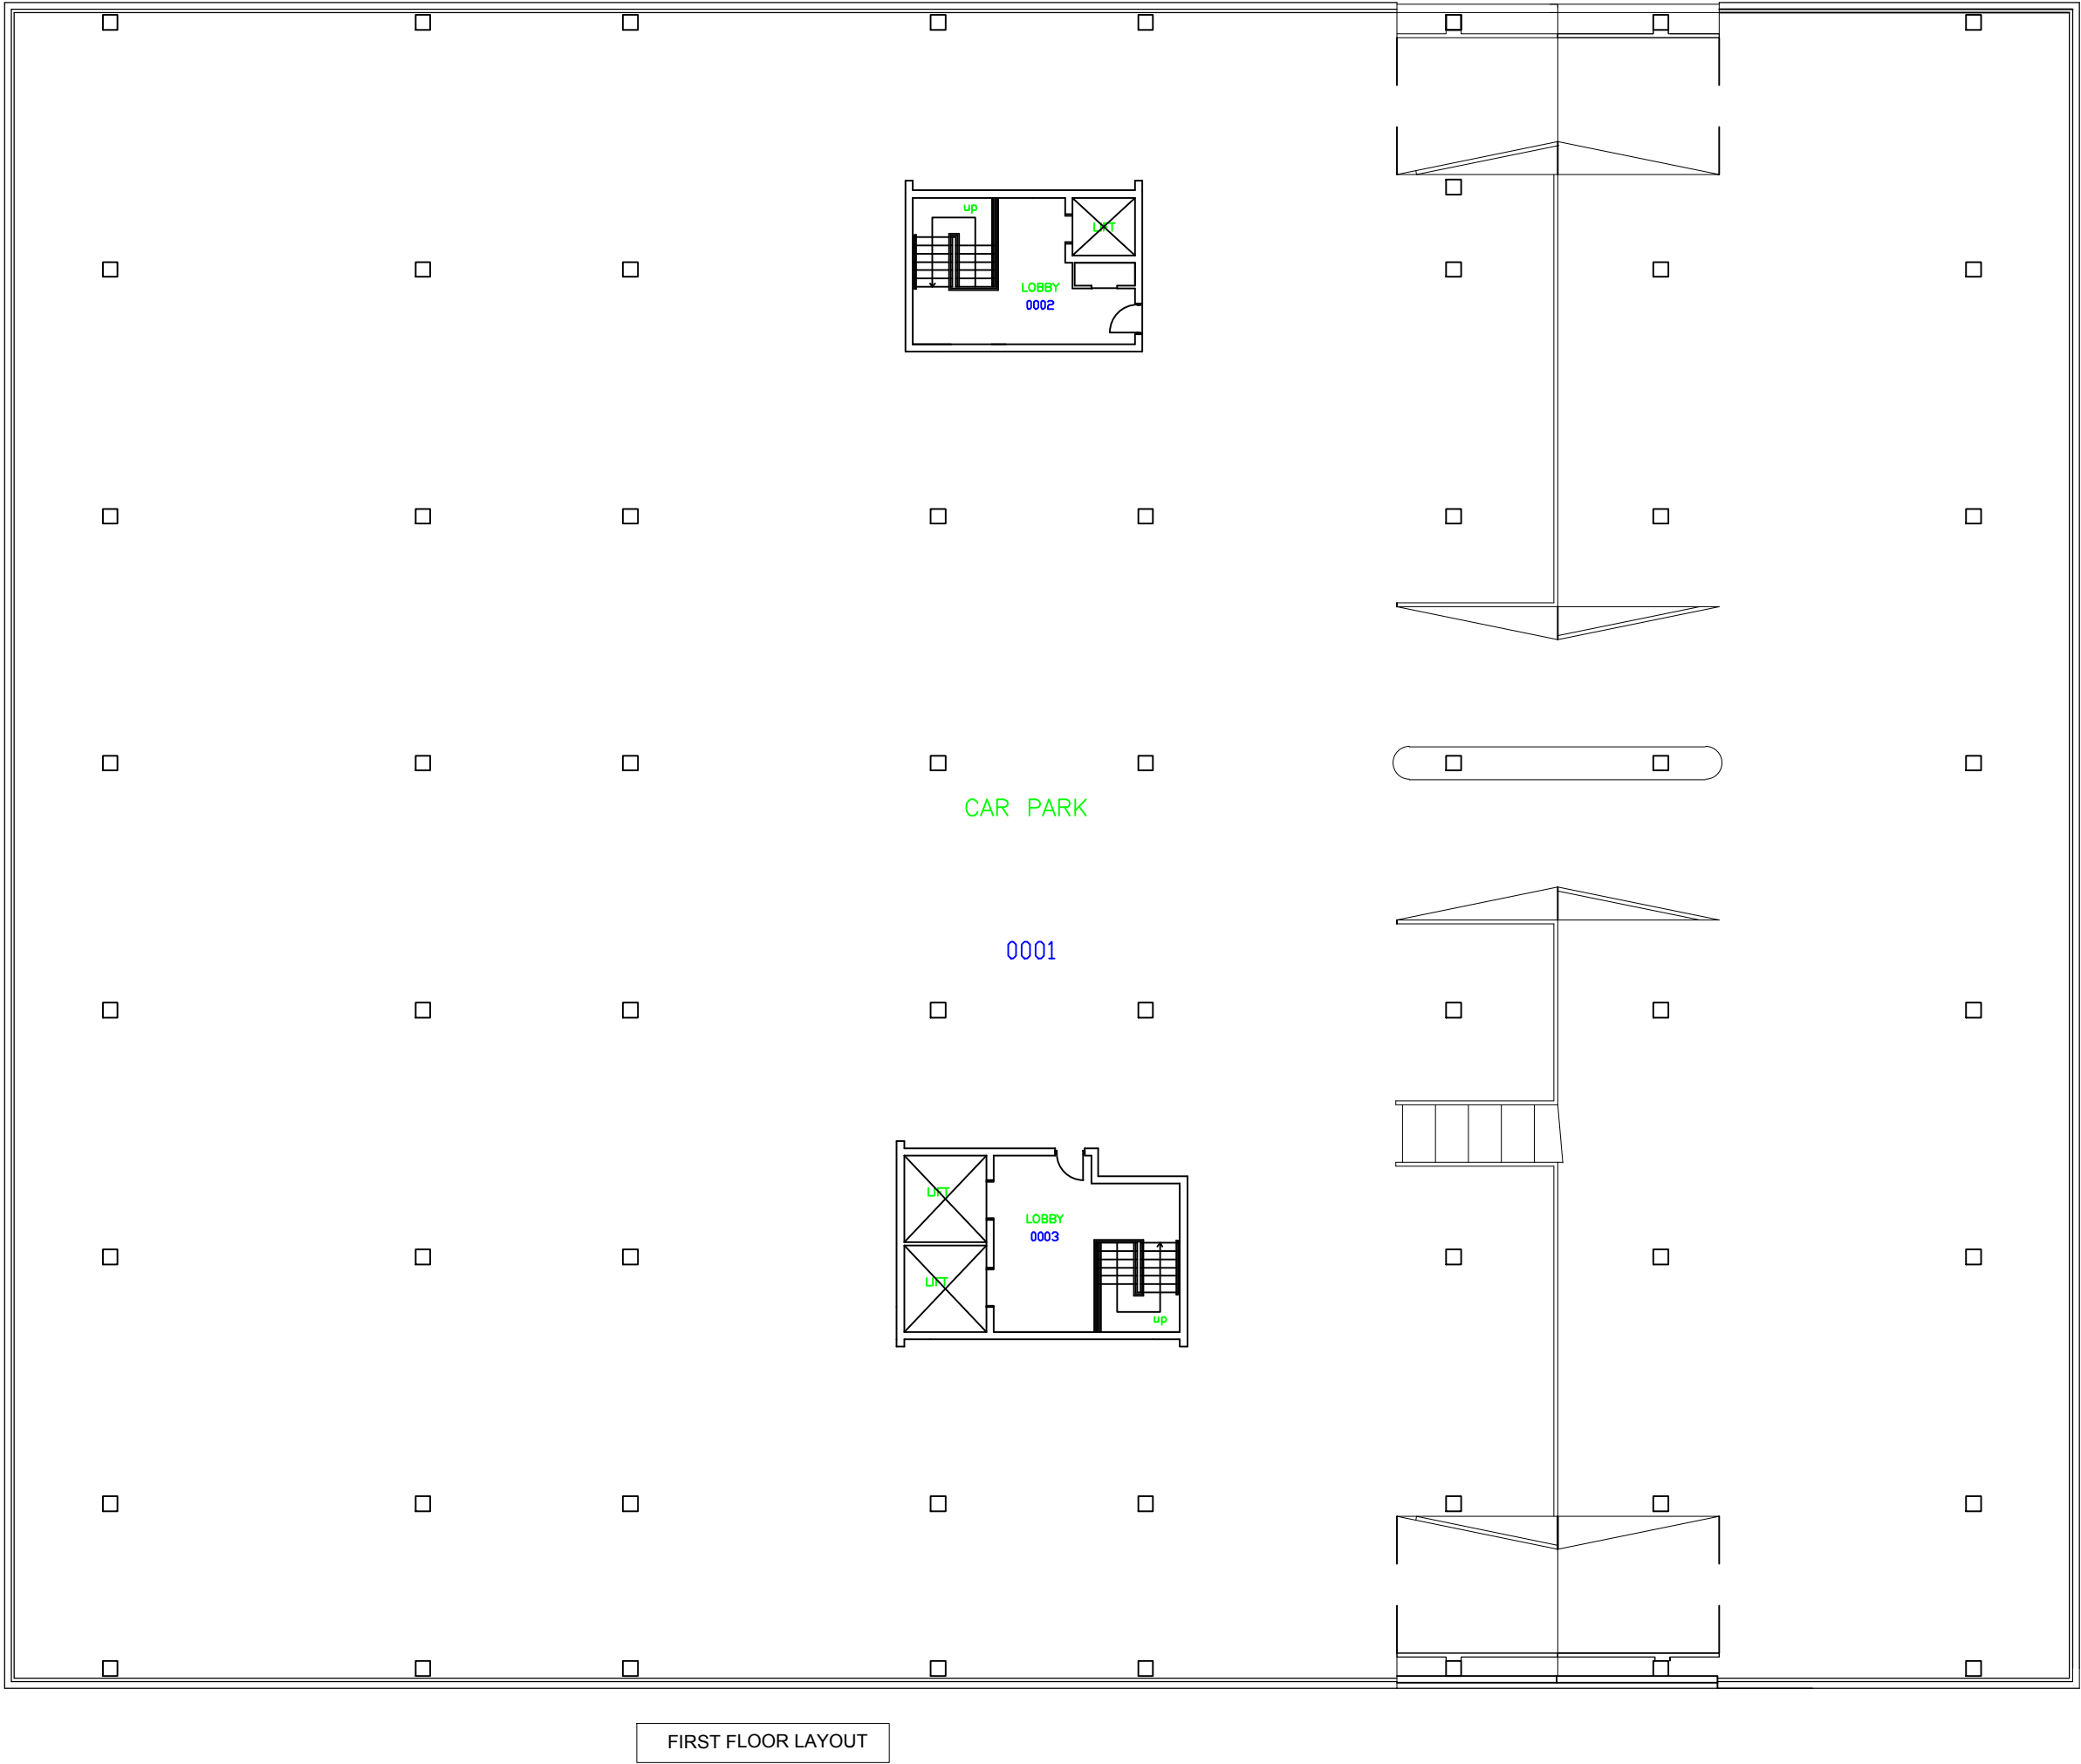 up
LIFT
LOBBY
0002
CAR PARK
0001
LIFT
LOBBY
0003
LIFT
up
FIRST FLOOR LAYOUT